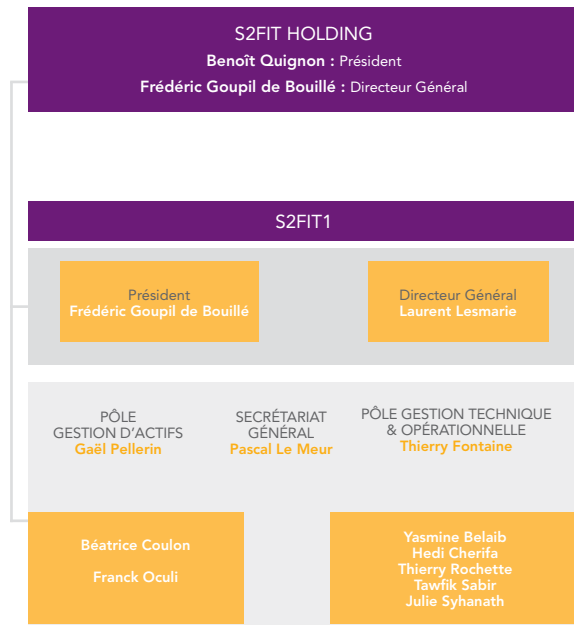 S2FIT HOLDING
Benoît Quignon : Président
Frédéric Goupil de Bouillé : Directeur Général
S2FIT1
Président
Frédéric Goupil de Bouillé
Directeur Général
Laurent Lesmarie
PÔLE
GESTION D'ACTIFS
Gaël Pellerin
SECRÉTARIAT
GÉNÉRAL
Pascal Le Meur
PÔLE GESTION TECHNIQUE
& OPÉRATIONNELLE
Thierry Fontaine
Béatrice Coulon
Franck Oculi
Yasmine Belaib
Hedi Cherifa
Thierry Rochette
Tawfik Sabir
Julie Syhanath